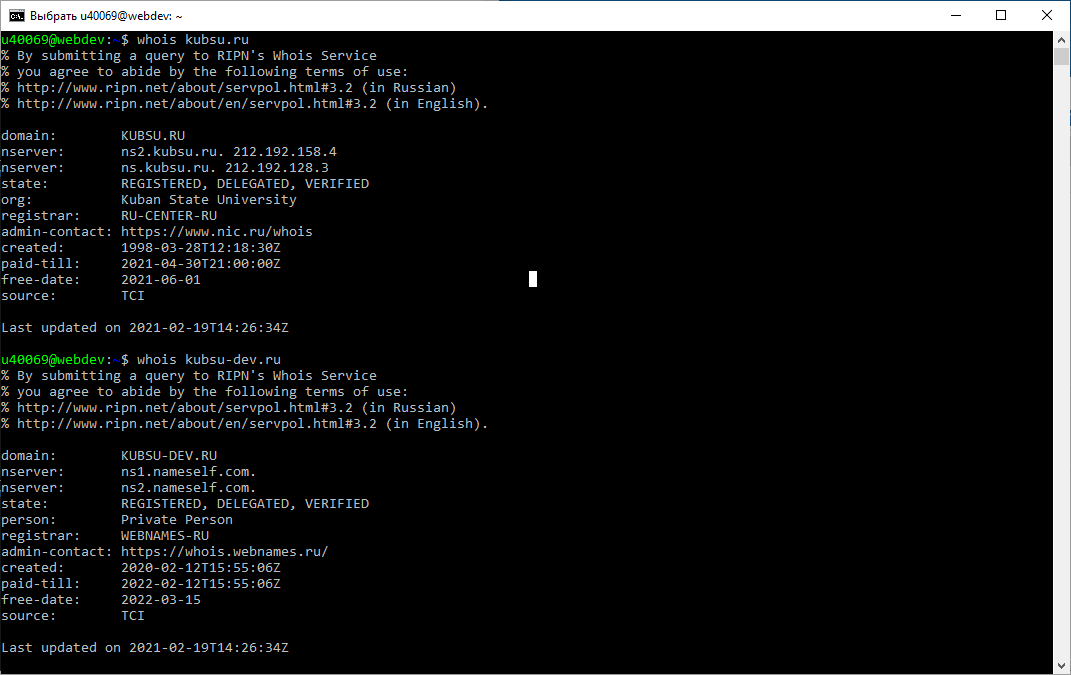 Выбрать u40069@webdev: ~
u40069@webdev:~$ whois kubsu.ru
% By submitting a query to RIPN's Whois Service
% you agree to abide by the following terms of use:
% http://www.ripn.net/about/servpol.html#3.2 (in Russian)
% http://www.ripn.net/about/en/servpol.html#3.2 (in English).
domain:        KUBSU.RU
nserver:       ns2.kubsu.ru. 212.192.158.4
nserver:       ns.kubsu.ru. 212.192.128.3
state:         REGISTERED, DELEGATED, VERIFIED
org:           Kuban State University
registrar:     RU-CENTER-RU
admin-contact: https://www.nic.ru/whois
created:       1998-03-28T12:18:30Z
paid-till:     2021-04-30T21:00:00Z
free-date:     2021-06-01
source:        TCI
Last updated on 2021-02-19T14:26:34Z
u40069@webdev:~$ whois kubsu-dev.ru
% By submitting a query to RIPN's Whois Service
% you agree to abide by the following terms of use:
% http://www.ripn.net/about/servpol.html#3.2 (in Russian)
% http://www.ripn.net/about/en/servpol.html#3.2 (in English).
domain:        KUBSU-DEV.RU
nserver:       ns1.nameself.com.
nserver:       ns2.nameself.com.
state:         REGISTERED, DELEGATED, VERIFIED
person:        Private Person
registrar:     WEBNAMES-RU
admin-contact: https://whois.webnames.ru/
created:       2020-02-12T15:55:06Z
paid-till:     2022-02-12T15:55:06Z
free-date:     2022-03-15
source:        TCI
Last updated on 2021-02-19T14:26:34Z